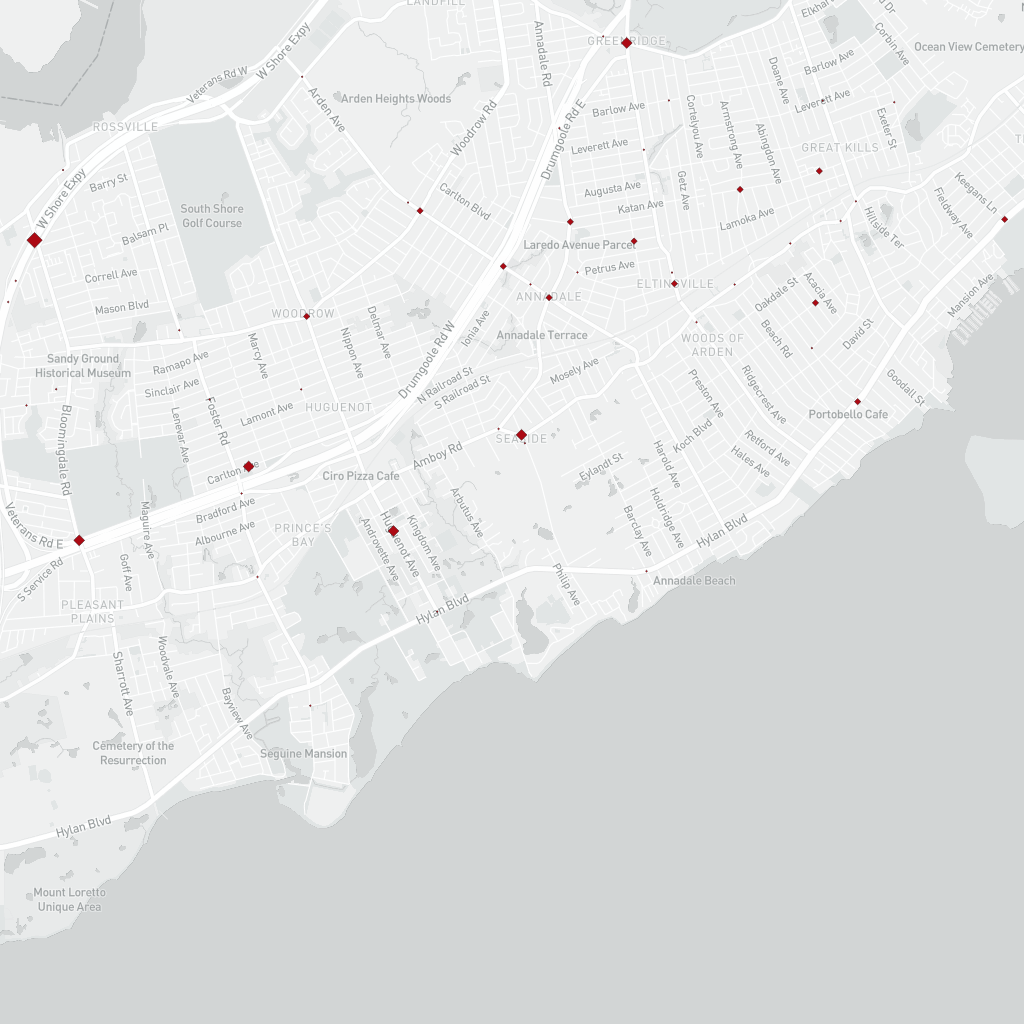 LANDFILL
Elkhar
d Dr
Corbin Ave
Ocean View Cemetery
W Shore Expy
Annadale Rd
GREENRIDGE
Veterans Rd W
Arden Ave
Arden Heights Woods
Woodrow Rd
Drumgoole Rd E
Barlow Ave
Doane Ave
Barlow Ave
Leverett Ave
Cortelyou Ave
Armstrong Ave
Abingdon Ave
Leverett Ave
Exeter St
ROSSVILLE
GREAT KILLS
T
Barry St
W Shore Expy
South Shore
Golf Course
Carlton Blvd
Augusta Ave
Katan Ave
Getz Ave
Lamoka Ave
Keegans Ln
Fieldway Ave
Hillside Ter
Balsam Pl
Laredo Avenue Parcel
Correll Ave
Petrus Ave
ELTINGVILLE
ANNADALE
Oakdale St
Acacia Ave
Mansion Ave
Mason Blvd
WOODROW
Delmar Ave
Nippon Ave
Marcy Ave
Ionia Ave
Annadale Terrace
WOODS OF
ARDEN
Beach Rd
David St
Sandy Ground
Historical Museum
Ramapo Ave
Sinclair Ave
Drumgoole Rd W
N Railroad St
S Railroad St
Mosely Ave
Preston Ave
Ridgecrest Ave
Goodall St
Portobello Cafe
Bloomingdale Rd
Lenevar Ave
Foster Rd
Lamont Ave
HUGUENOT
SEASIDE
Amboy Rd
Koch Blvd
Retford Ave
Hales Ave
Harold Ave
Carlton Ave
Ciro Pizza Cafe
Eylandt St
Veterans Rd E
Maguire Ave
Bradford Ave
Albourne Ave
PRINCE'S
BAY
Androvette Ave
Huguenot Ave
Kingdom Ave
Arbutus Ave
Barclay Ave
Holdridge Ave
Hylan Blvd
S Service Rd
Goff Ave
Philip Ave
Annadale Beach
PLEASANT
PLAINS
Hylan Blvd
Sharrott Ave
Woodvale Ave
Bayview Ave
Cemetery of the
Resurrection
Seguine Mansion
Hylan Blvd
Mount Loretto
Unique Area